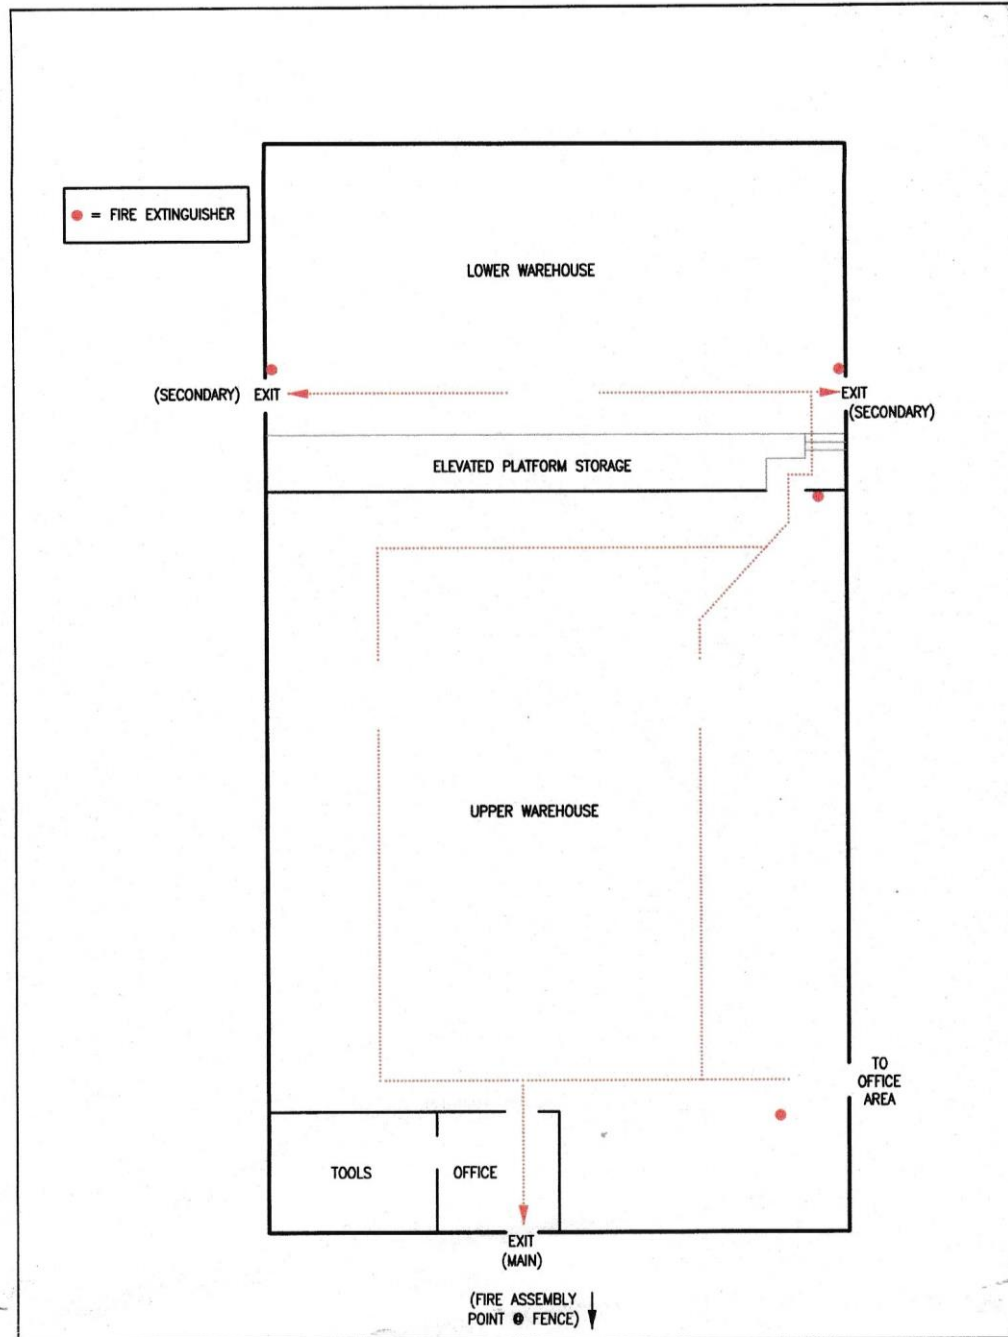 = FIRE EXTINGUISHER
LOWER WAREHOUSE
(SECONDARY) EXIT
EXIT
(SECONDARY)
ELEVATED PLATFORM STORAGE
UPPER WAREHOUSE
TO
OFFICE
AREA
TOOLS
OFFICE
EXIT
(MAIN)
(FIRE ASSEMBLY
POINT @ FENCE)